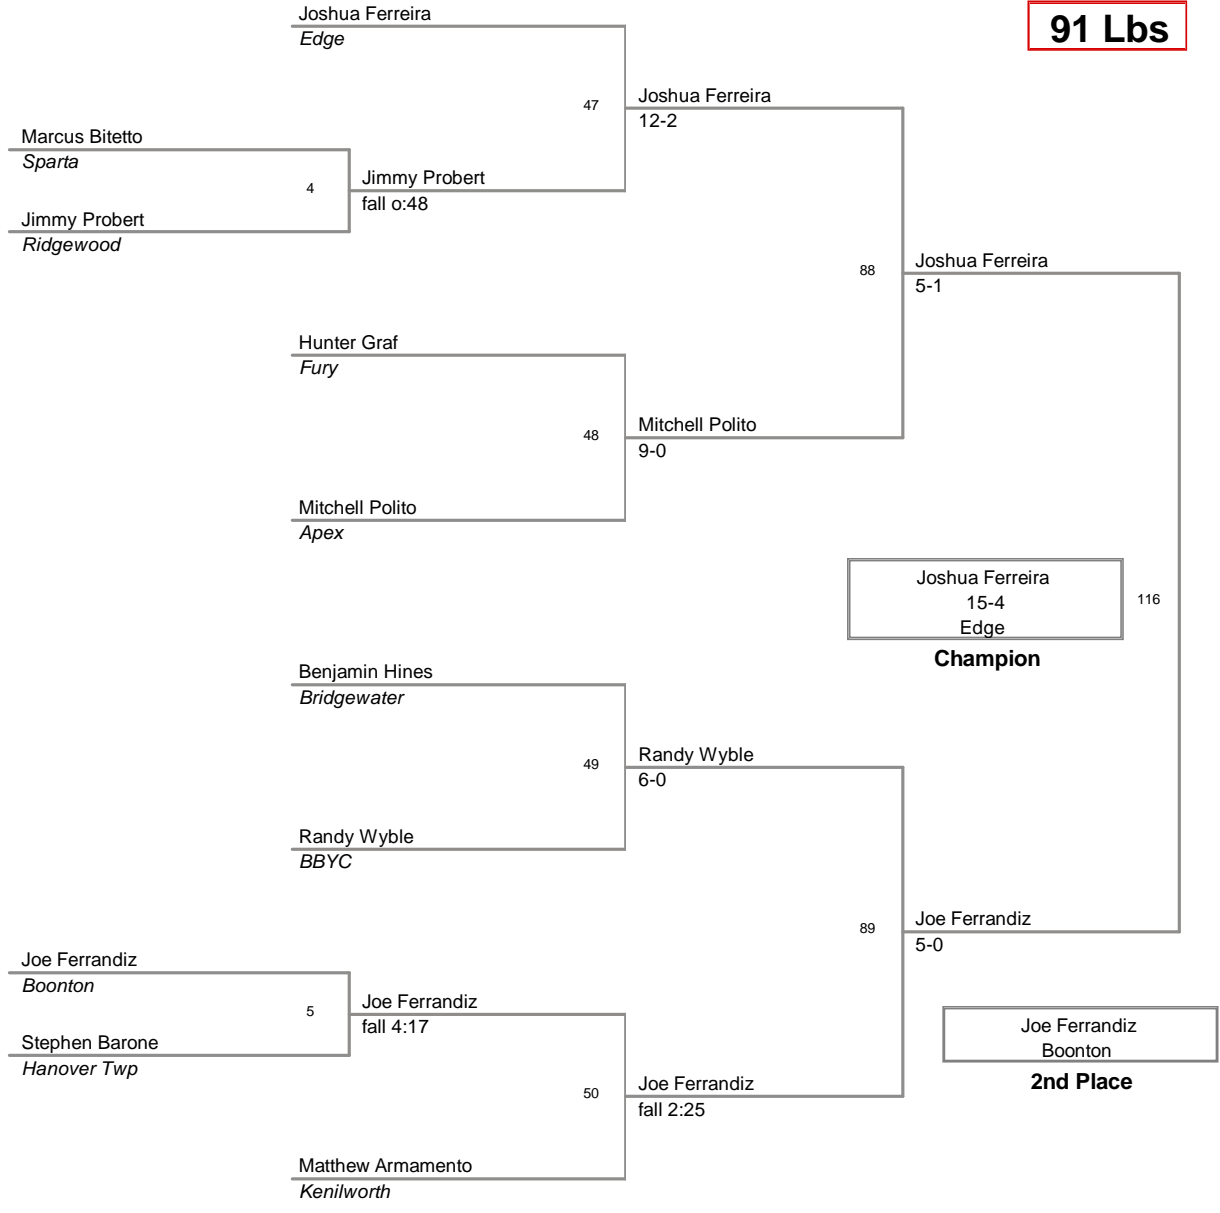 Joshua Ferreira
Edge
91 Lbs
47
Joshua Ferreira
12-2
Marcus Bitetto
Sparta
4
Jimmy Probert
fall o:48
Jimmy Probert
Ridgewood
88
Joshua Ferreira
5-1
Hunter Graf
Fury
48
Mitchell Polito
9-0
Mitchell Polito
Apex
Joshua Ferreira
15-4
Edge
Champion
116
Benjamin Hines
Bridgewater
49
Randy Wyble
6-0
Randy Wyble
BBYC
89
Joe Ferrandiz
5-0
Joe Ferrandiz
Boonton
5
Joe Ferrandiz
fall 4:17
Stephen Barone
Hanover Twp
Joe Ferrandiz
Boonton
2nd Place
50
Joe Ferrandiz
fall 2:25
Matthew Armamento
Kenilworth